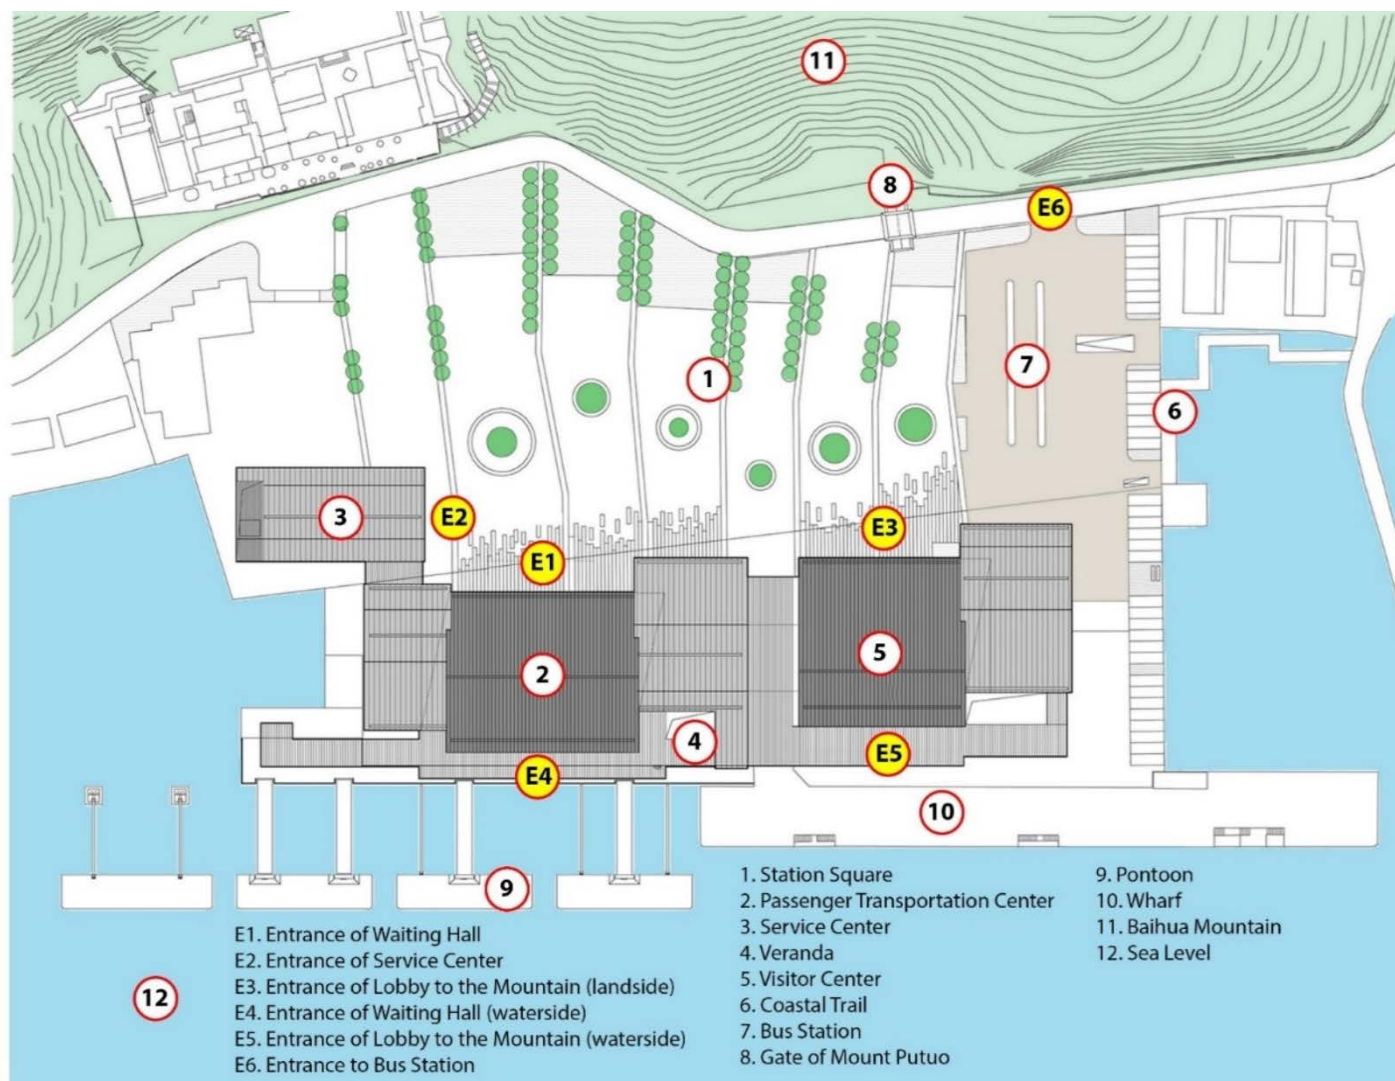 11
8
E6
7
1
6
3
E2
E3
E1
5
2
4
E5
E4
10
9
12
E1. Entrance of Waiting Hall
E2. Entrance of Service Center
E3. Entrance of Lobby to the Mountain (landside)
E4. Entrance of Waiting Hall (waterside)
E5. Entrance of Lobby to the Mountain (waterside)
E6. Entrance to Bus Station
1. Station Square
2. Passenger Transportation Center
3. Service Center
4. Veranda
5. Visitor Center
6. Coastal Trail
7. Bus Station
8. Gate of Mount Putuo
9. Pontoon
10. Wharf
11. Baihua Mountain
12. Sea Level